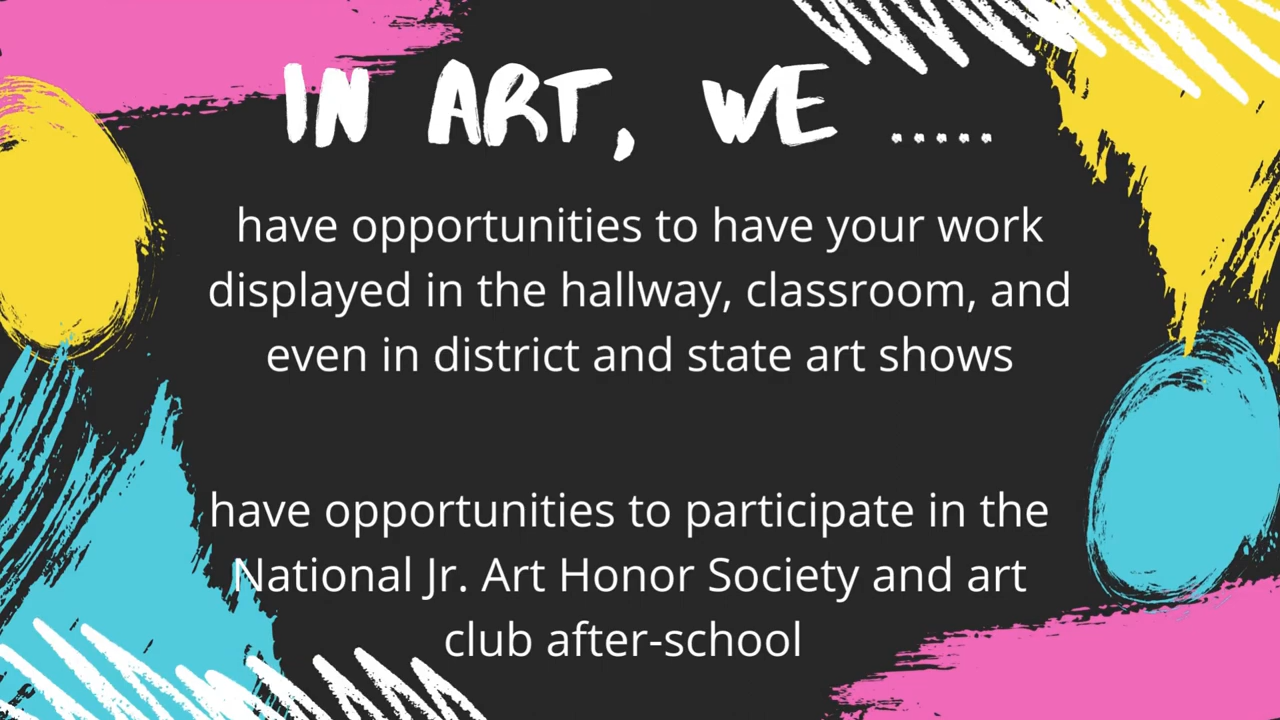 IN ART, WE .....
have opportunities to have your work
displayed in the hallway, classroom, and
even in district and state art shows
have opportunities to participate in the
National Jr. Art Honor Society and art
club after-school